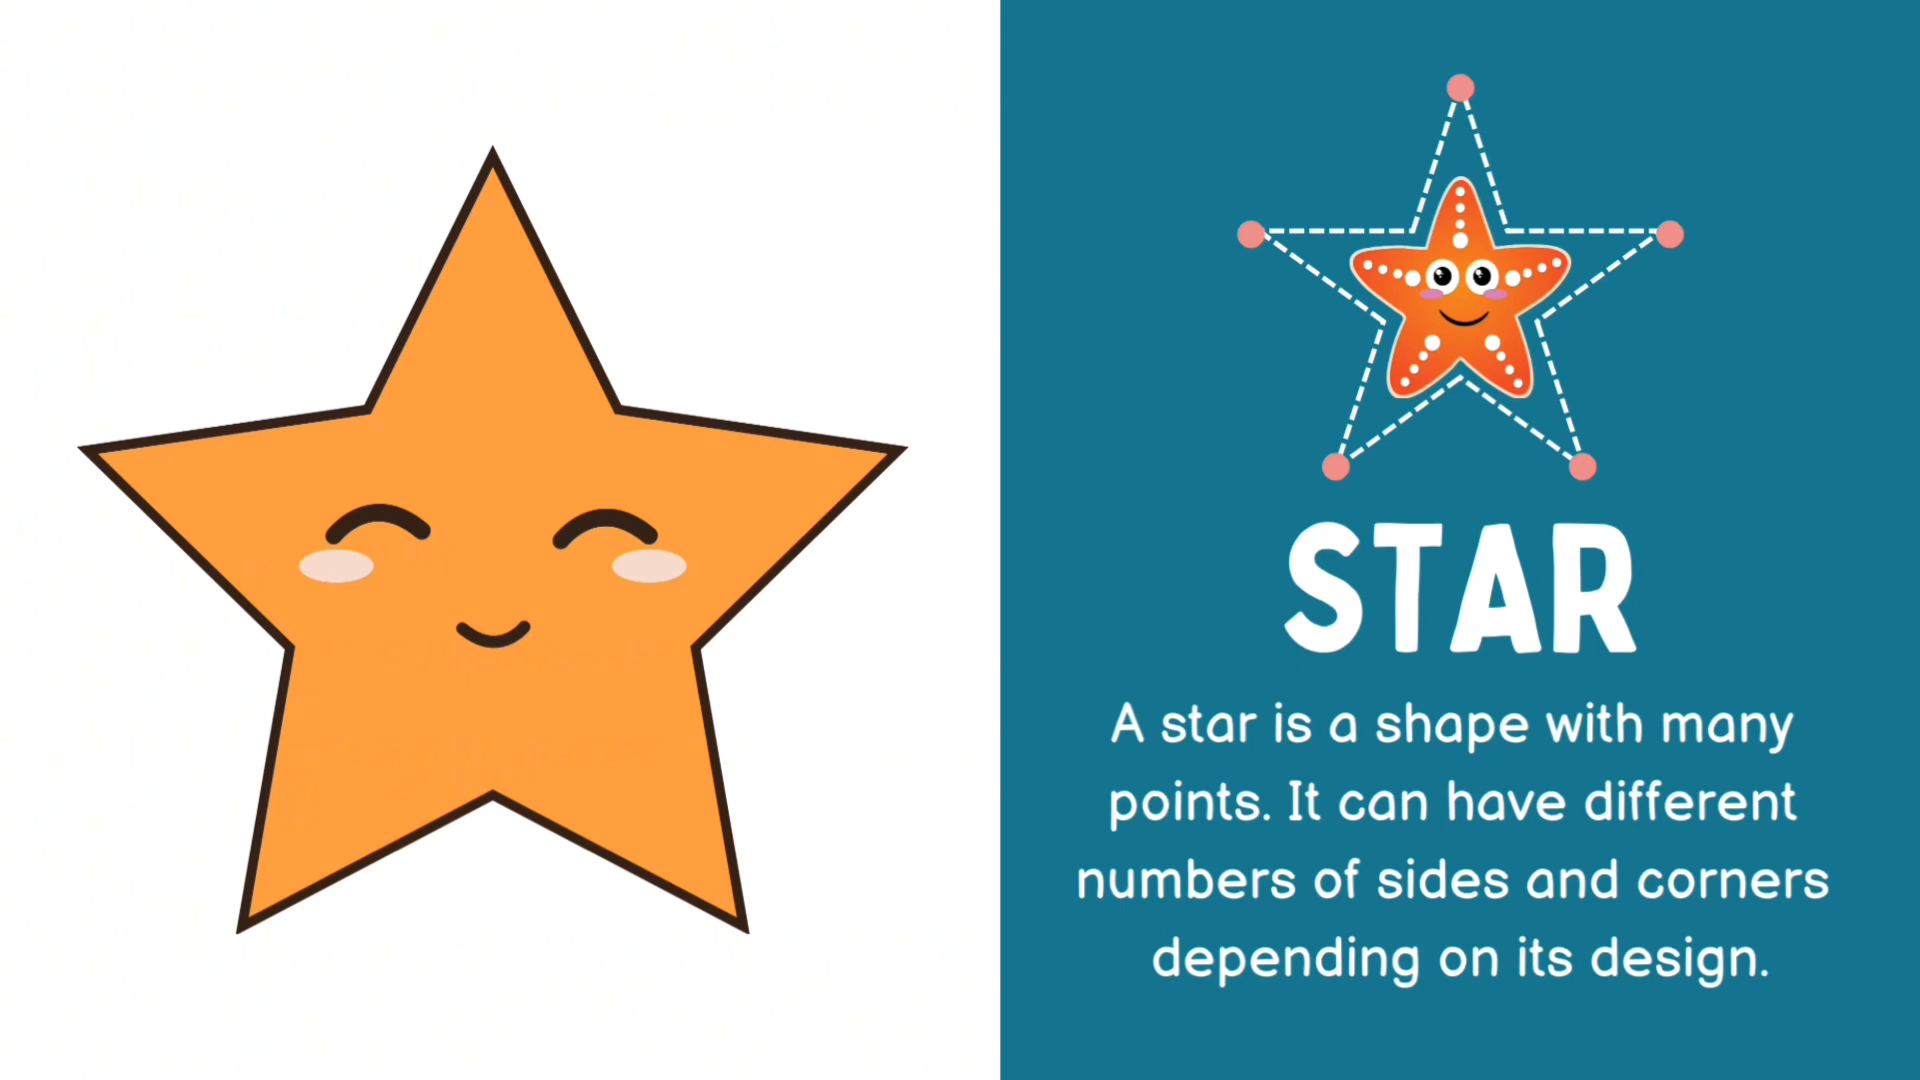 STAR
A star is a shape with many
points. It can have different
numbers of sides and corners
depending on its design.